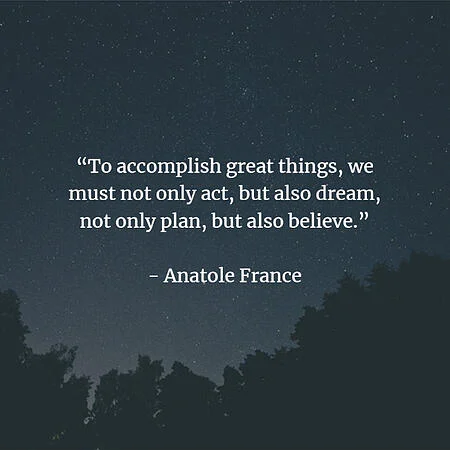 “To accomplish great things, we
must not only act, but also dream,
not only plan, but also believe.”
- Anatole France